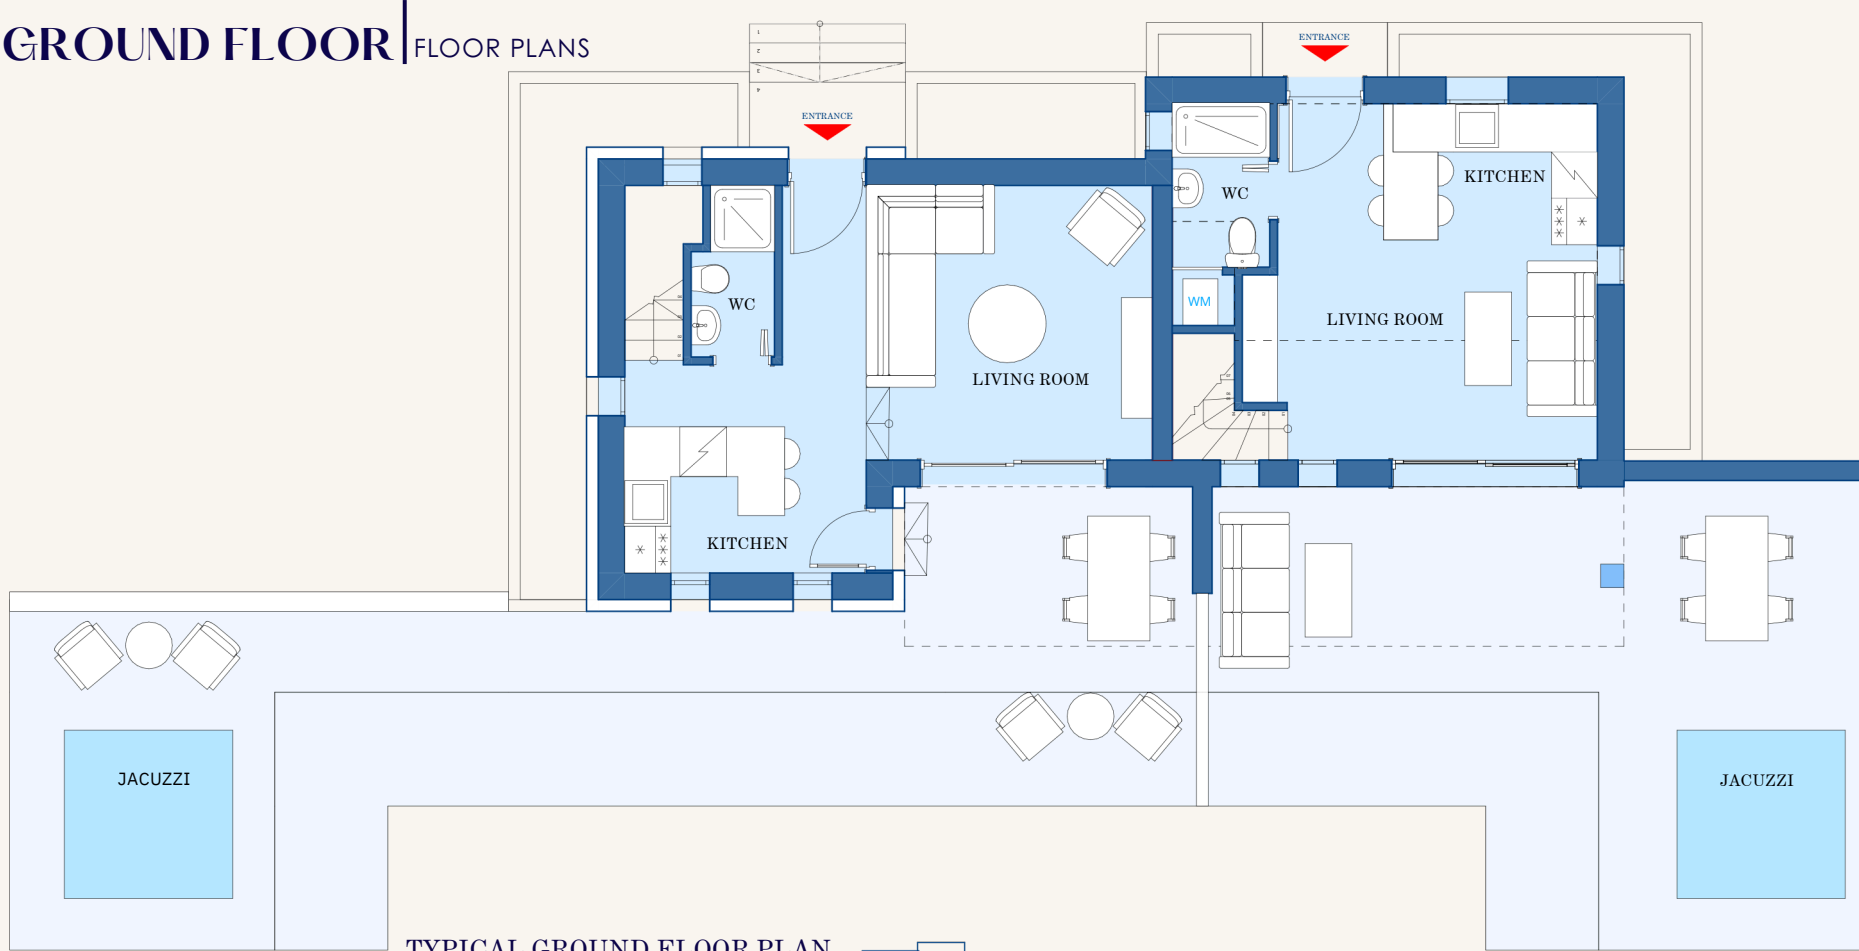 GROUND FLOOR FLOOR PLANS
ENTRANCE
ENTRANCE
KITCHEN
WC
WC
WM
LIVING ROOM
LIVING ROOM
KITCHEN
JACUZZI
JACUZZI
TYPICAL GROUND FLOOR PLAN